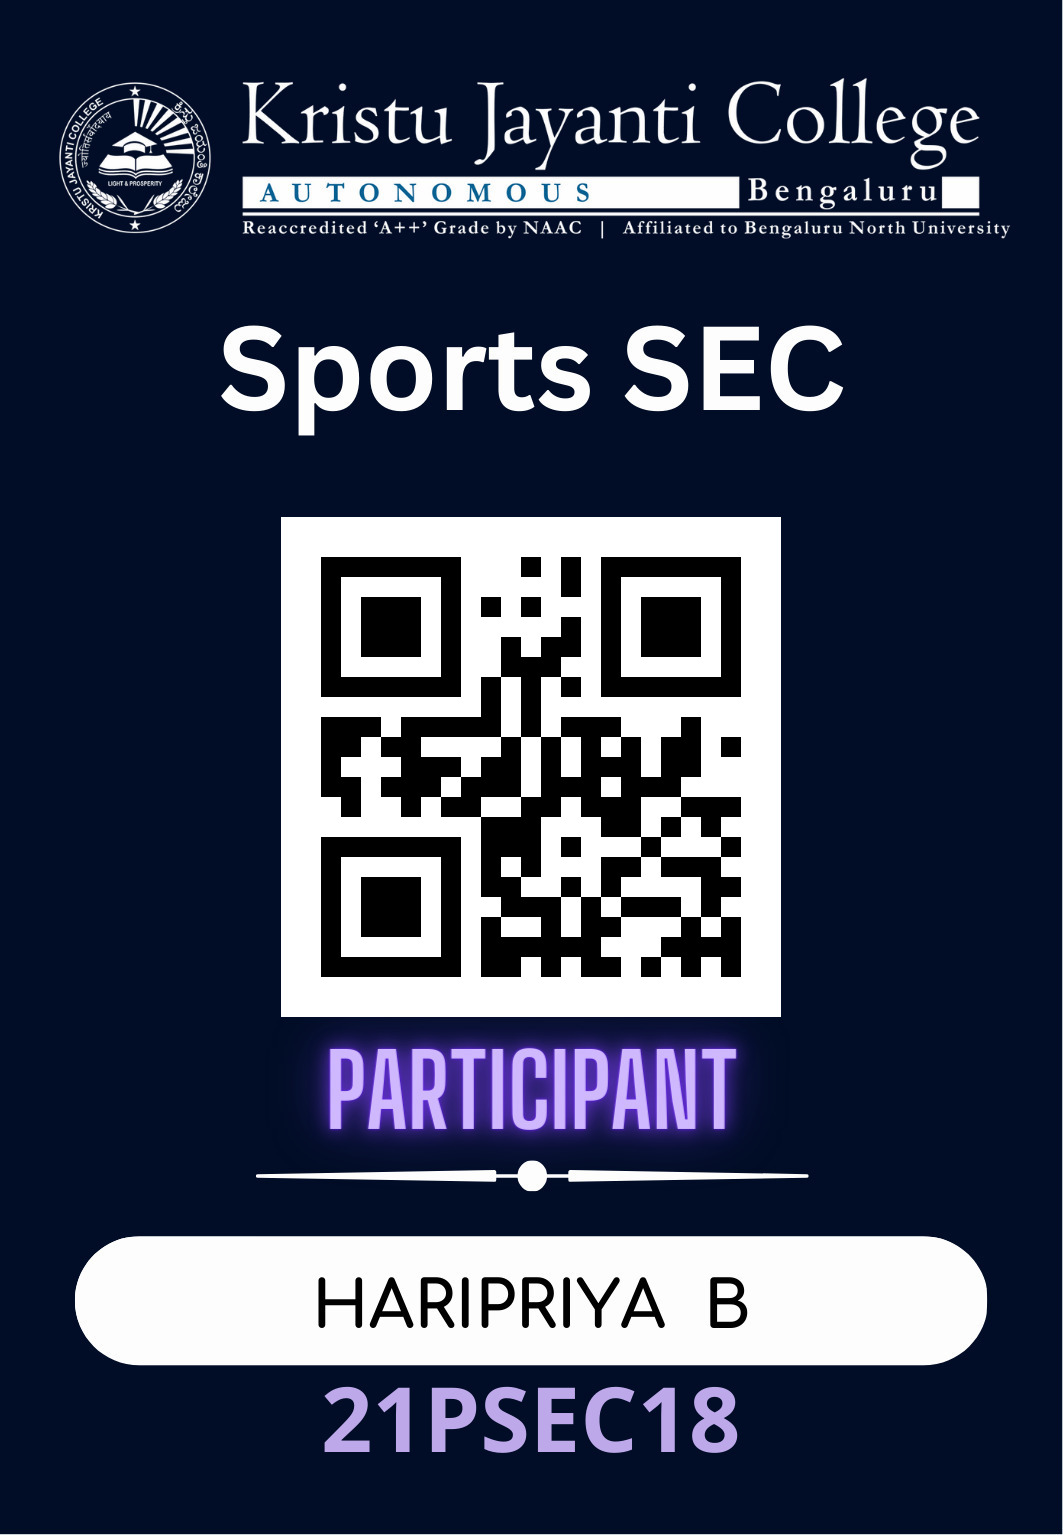 Kristu Jayanti College
AUTONOMOUS Bengaluru
Reaccredited ‘A++’ Grade by NAAC | Affiliated to Bengaluru North University
KRISTU JAYANTI COLLEGE
LIGHT & PROSPERITY
Sports SEC
PARTICIPANT
HARIPRIYA B
21PSEC18